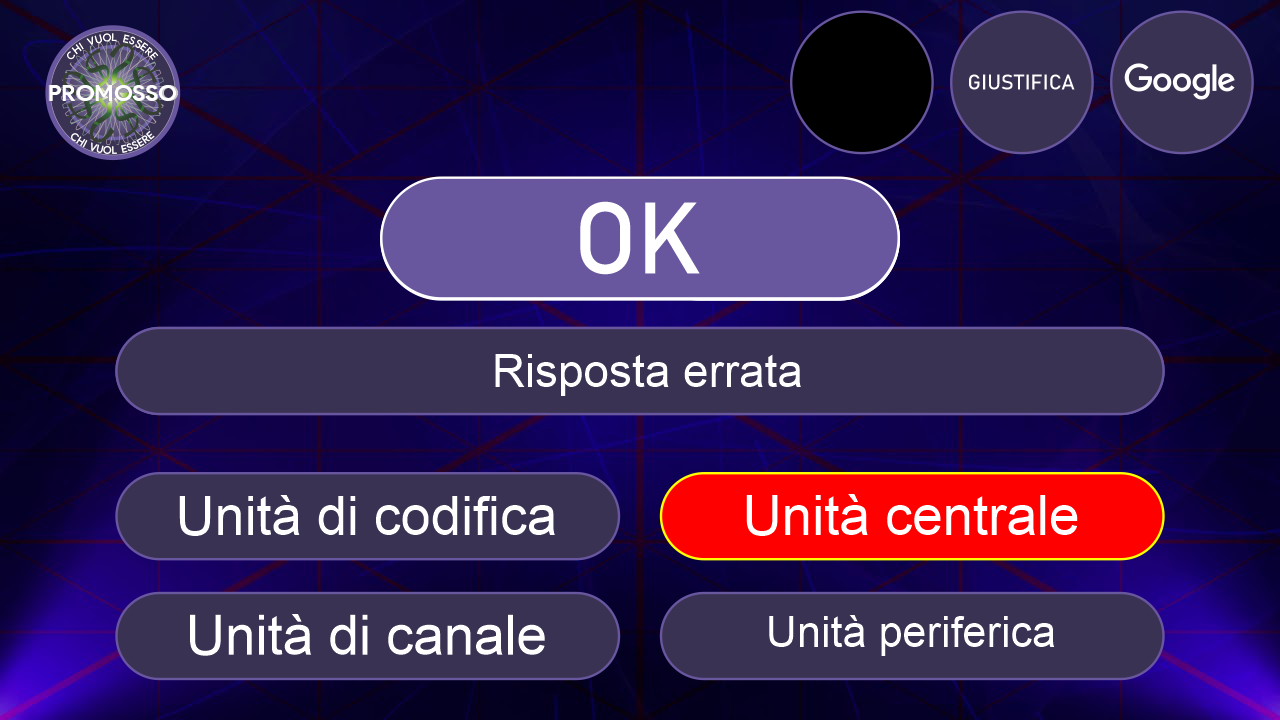 CHI VUOL ESSERE
PROMOSSO
CHI VUOL ESSERE
GIUSTIFICA
Google
OK
Risposta errata
Unità di codifica
Unità centrale
Unità di canale
Unità periferica